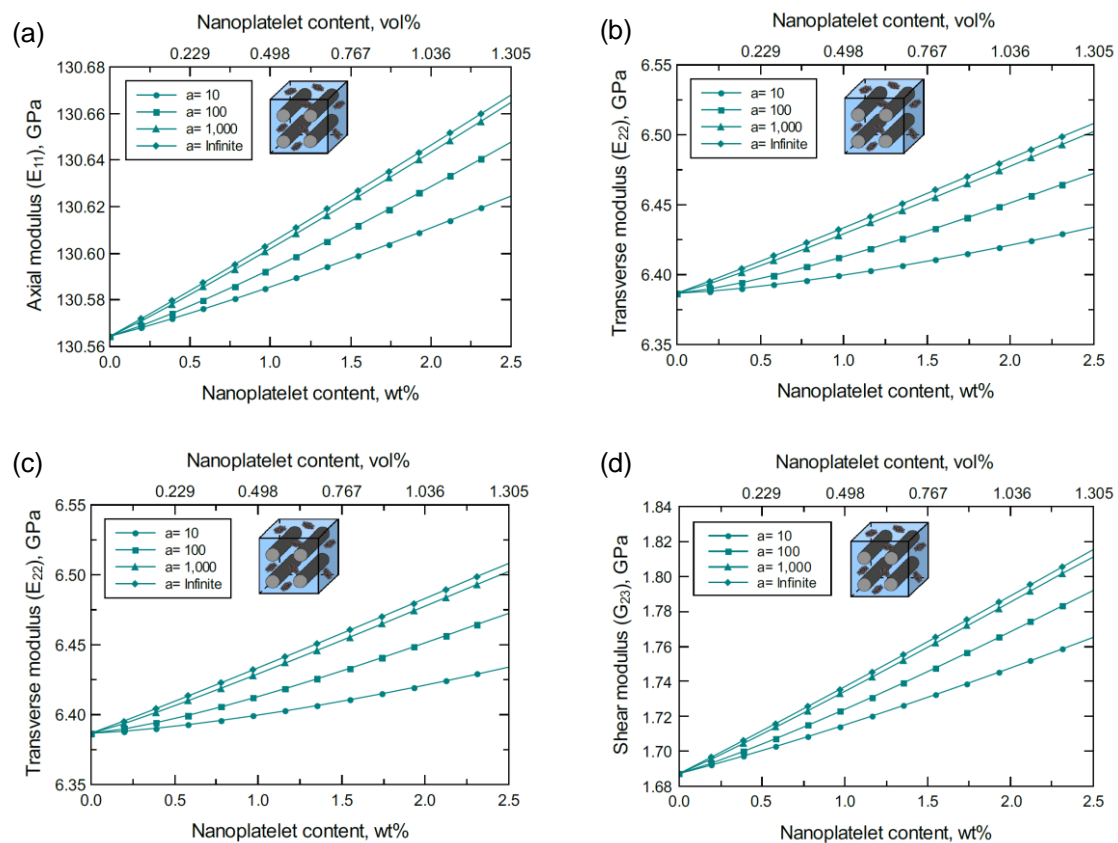 (a)
Nanoplatelet content, vol%
0.229 0.498 0.767 1.036 1.305
130.68
130.66
130.64
130.62
130.60
130.58
130.56
Axial modulus (E11), GPa
a= 10
a= 100
a= 1,000
a= Infinite
0.0 0.5 1.0 1.5 2.0 2.5
Nanoplatelet content, wt%
(b)
Nanoplatelet content, vol%
0.229 0.498 0.767 1.036 1.305
6.55
6.50
6.45
6.40
6.35
Transverse modulus (E22), GPa
a= 10
a= 100
a= 1,000
a= Infinite
0.0 0.5 1.0 1.5 2.0 2.5
Nanoplatelet content, wt%
(c)
Nanoplatelet content, vol%
0.229 0.498 0.767 1.036 1.305
6.55
6.50
6.45
6.40
6.35
Transverse modulus (E22), GPa
a= 10
a= 100
a= 1,000
a= Infinite
0.0 0.5 1.0 1.5 2.0 2.5
Nanoplatelet content, wt%
(d)
Nanoplatelet content, vol%
0.229 0.498 0.767 1.036 1.305
1.84
1.82
1.80
1.78
1.76
1.74
1.72
1.70
1.68
Shear modulus (G23), GPa
a= 10
a= 100
a= 1,000
a= Infinite
0.0 0.5 1.0 1.5 2.0 2.5
Nanoplatelet content, wt%